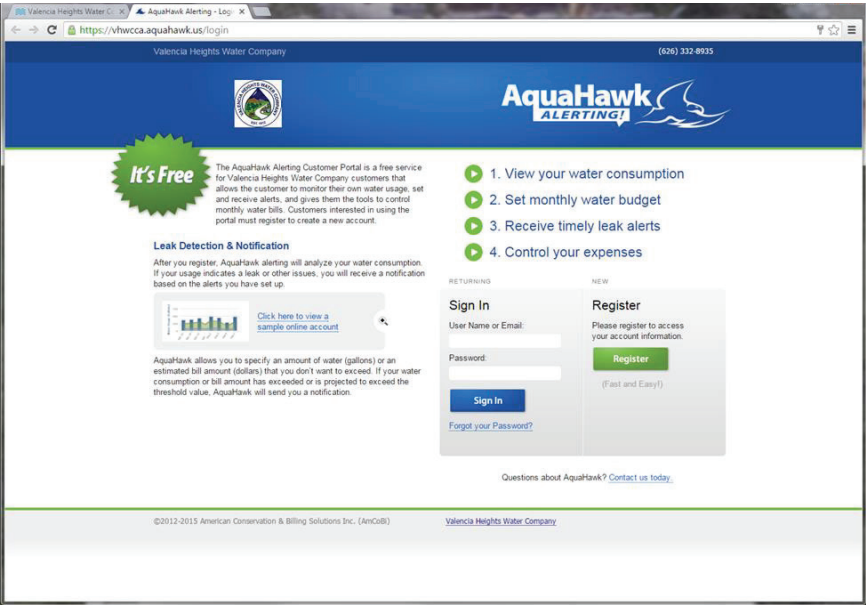 Valencia Heights Water C
AquaHawk Alerting - Logi
https://vhwcca.aquahawk.us/login
Valencia Heights Water Company
(626) 332-8935
VALENCIA HEIGHTS WATER COMPANY
AquaHawk
ALERTING!
It's Free
The AquaHawk Alerting Customer Portal is a free service
for Valencia Heights Water Company customers that
allows the customer to monitor their own water usage, set
and receive alerts, and gives them the tools to control
monthly water bills. Customers interested in using the
portal must register to create a new account.
Leak Detection & Notification
After you register, AquaHawk alerting will analyze your water consumption.
If your usage indicates a leak or other issues, you will receive a notification
based on the alerts you have set up.
Click here to view a
sample online account
AquaHawk allows you to specify an amount of water (gallons) or an
estimated bill amount (dollars) that you don't want to exceed. If your water
consumption or bill amount has exceeded or is projected to exceed the
threshold value, AquaHawk will send you a notification.
1. View your water consumption
2. Set monthly water budget
3. Receive timely leak alerts
4. Control your expenses
RETURNING
Sign In
User Name or Email:
Password:
Sign In
Forgot your Password?
NEW
Register
Please register to access
your account information.
Register
(Fast and Easy!)
Questions about AquaHawk? Contact us today.
©2012-2015 American Conservation & Billing Solutions Inc. (AmCoBi)
Valencia Heights Water Company